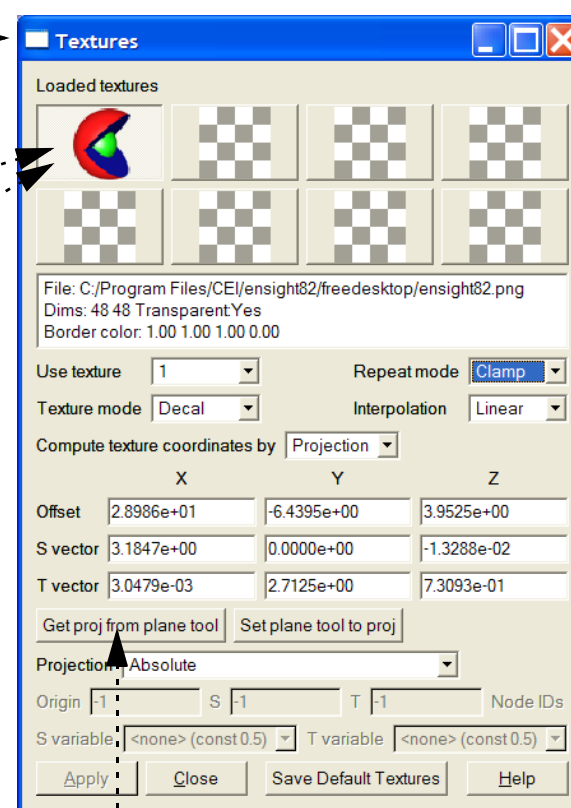 Textures
Loaded textures
File: C:/Program Files/CEI/ensight82/freedesktop/ensight82.png
Dims: 48 48 Transparent:Yes
Border color: 1.00 1.00 1.00 0.00
Use texture 1 Repeat mode Clamp
Texture mode Decal Interpolation Linear
Compute texture coordinates by Projection
X Y Z
Offset 2.8986e+01 -6.4395e+00 3.9525e+00
S vector 3.1847e+00 0.0000e+00 -1.3288e-02
T vector 3.0479e-03 2.7125e+00 7.3093e-01
Get proj from plane tool Set plane tool to proj
Projection Absolute
Origin -1 S -1 T -1 Node IDs
S variable <none> (const 0.5) T variable <none> (const 0.5)
Apply Close Save Default Textures Help